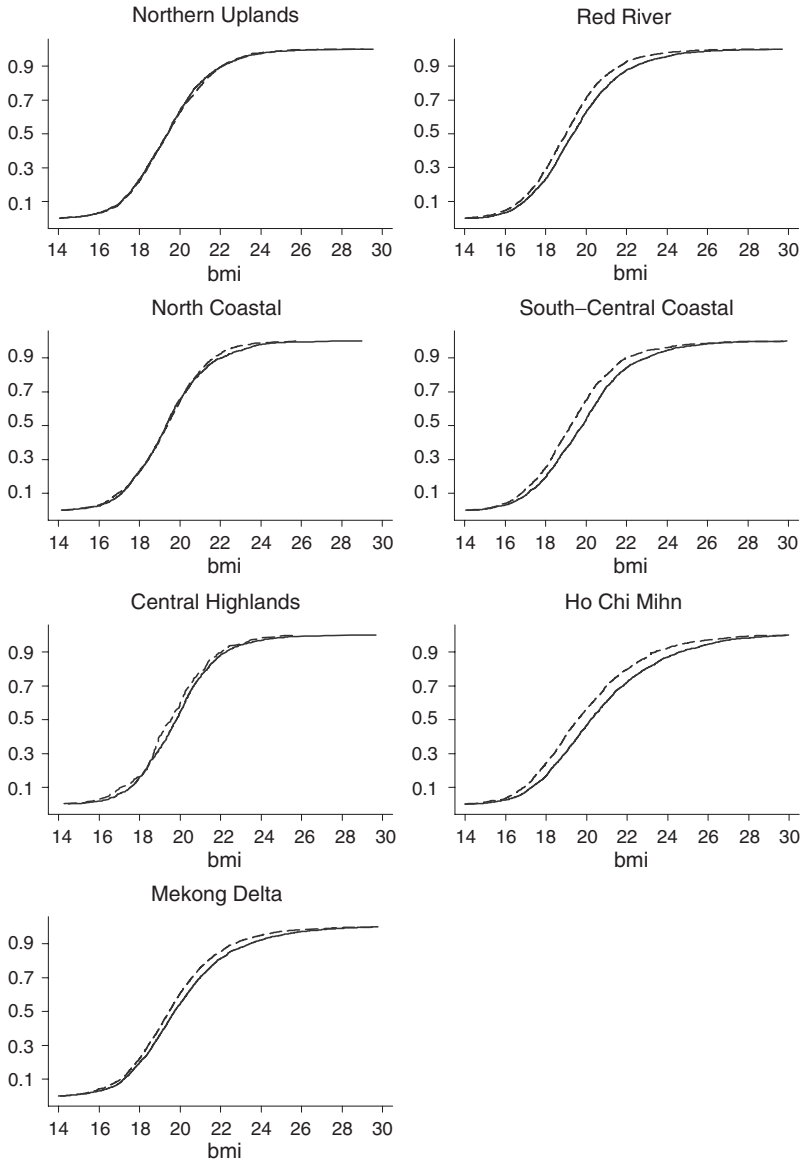 Northern Uplands
0.9
0.7
0.5
0.3
0.1
14 16 18 20 22 24 26 28 30
bmi
Red River
0.9
0.7
0.5
0.3
0.1
14 16 18 20 22 24 26 28 30
bmi
North Coastal
0.9
0.7
0.5
0.3
0.1
14 16 18 20 22 24 26 28 30
bmi
South–Central Coastal
0.9
0.7
0.5
0.3
0.1
14 16 18 20 22 24 26 28 30
bmi
Central Highlands
0.9
0.7
0.5
0.3
0.1
14 16 18 20 22 24 26 28 30
bmi
Ho Chi Mihn
0.9
0.7
0.5
0.3
0.1
14 16 18 20 22 24 26 28 30
bmi
Mekong Delta
0.9
0.7
0.5
0.3
0.1
14 16 18 20 22 24 26 28 30
bmi